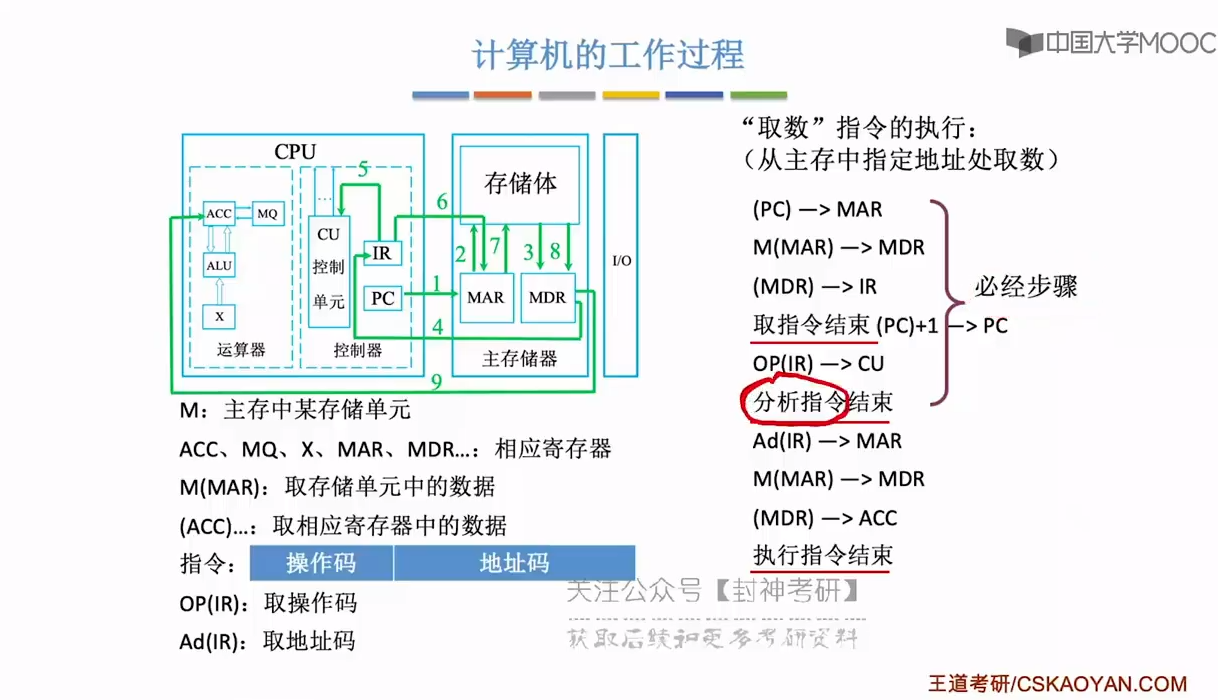 计算机的工作过程
中国大学MOOC
CPU
ACC
MQ
ALU
X
运算器
...
CU
控制
单元
IR
PC
控制器
存储体
MAR
MDR
主存储器
I/O
1
2
3
4
5
6
7
8
9
M：主存中某存储单元
ACC、MQ、X、MAR、MDR...：相应寄存器
M(MAR)：取存储单元中的数据
(ACC)...：取相应寄存器中的数据
指令：操作码 地址码
OP(IR)：取操作码
Ad(IR)：取地址码
“取数”指令的执行：
（从主存中指定地址处取数）
(PC) —> MAR
M(MAR) —> MDR
(MDR) —> IR
取指令结束 (PC)+1 —> PC
OP(IR) —> CU
分析指令结束
必经步骤
Ad(IR) —> MAR
M(MAR) —> MDR
(MDR) —> ACC
执行指令结束
关注公众号【封神考研】
获取后续和更多考研资料
王道考研/CSKAOYAN.COM